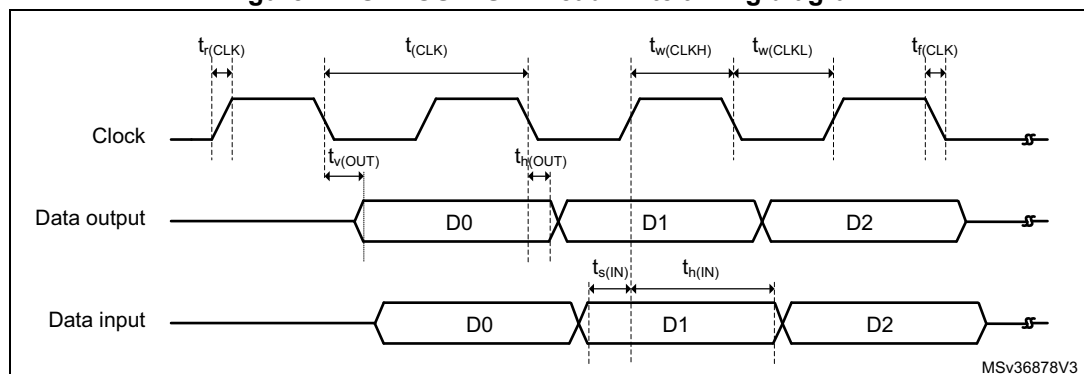 t_r(CLK) t_(CLK) t_w(CLKH) t_w(CLKL) t_f(CLK)
Clock
t_v(OUT) t_h(OUT)
Data output D0 D1 D2
t_s(IN) t_h(IN)
Data input D0 D1 D2
MSv36878V3